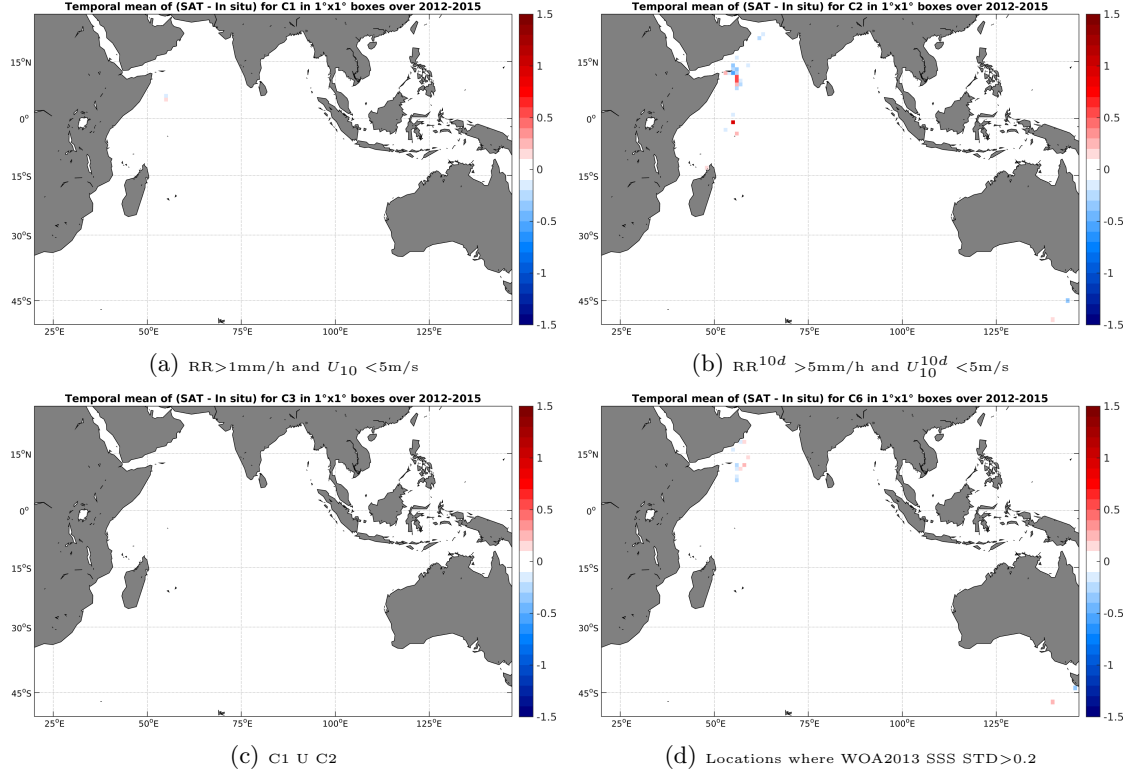 Temporal mean of (SAT - In situ) for C1 in 1°x1° boxes over 2012-2015
15°N
0°
15°S
30°S
45°S
25°E 50°E 75°E 100°E 125°E
1.5
1
0.5
0
-0.5
-1
-1.5
(a) RR>1mm/h and U₁₀ <5m/s
Temporal mean of (SAT - In situ) for C2 in 1°x1° boxes over 2012-2015
15°N
0°
15°S
30°S
45°S
25°E 50°E 75°E 100°E 125°E
1.5
1
0.5
0
-0.5
-1
-1.5
(b) RR¹⁰ᵈ >5mm/h and U₁₀¹⁰ᵈ <5m/s
Temporal mean of (SAT - In situ) for C3 in 1°x1° boxes over 2012-2015
15°N
0°
15°S
30°S
45°S
25°E 50°E 75°E 100°E 125°E
1.5
1
0.5
0
-0.5
-1
-1.5
(c) C1 U C2
Temporal mean of (SAT - In situ) for C6 in 1°x1° boxes over 2012-2015
15°N
0°
15°S
30°S
45°S
25°E 50°E 75°E 100°E 125°E
1.5
1
0.5
0
-0.5
-1
-1.5
(d) Locations where WOA2013 SSS STD>0.2